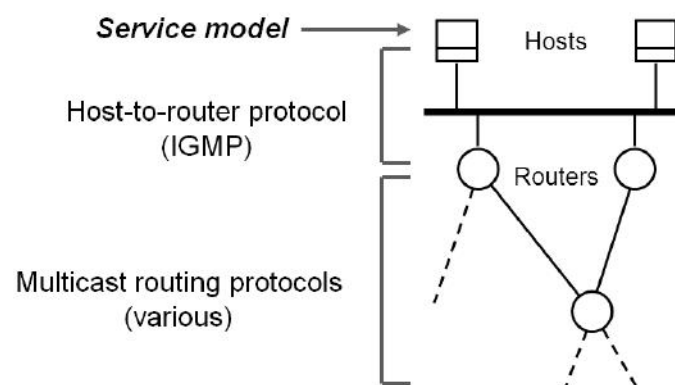 Service model
Hosts
Host-to-router protocol
(IGMP)
Routers
Multicast routing protocols
(various)